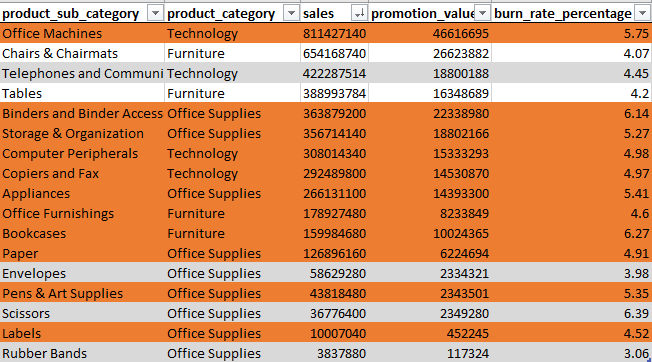 product_sub_category product_category sales promotion_value burn_rate_percentage
Office Machines Technology 811427140 46616695 5.75
Chairs & Chairmats Furniture 654168740 26623882 4.07
Telephones and Communi Technology 422287514 18800188 4.45
Tables Furniture 388993784 16348689 4.2
Binders and Binder Access Office Supplies 363879200 22338980 6.14
Storage & Organization Office Supplies 356714140 18802166 5.27
Computer Peripherals Technology 308014340 15333293 4.98
Copiers and Fax Technology 292489800 14530870 4.97
Appliances Office Supplies 266131100 14393300 5.41
Office Furnishings Furniture 178927480 8233849 4.6
Bookcases Furniture 159984680 10024365 6.27
Paper Office Supplies 126896160 6224694 4.91
Envelopes Office Supplies 58629280 2334321 3.98
Pens & Art Supplies Office Supplies 43818480 2343501 5.35
Scissors Office Supplies 36776400 2349280 6.39
Labels Office Supplies 10007040 452245 4.52
Rubber Bands Office Supplies 3837880 117324 3.06